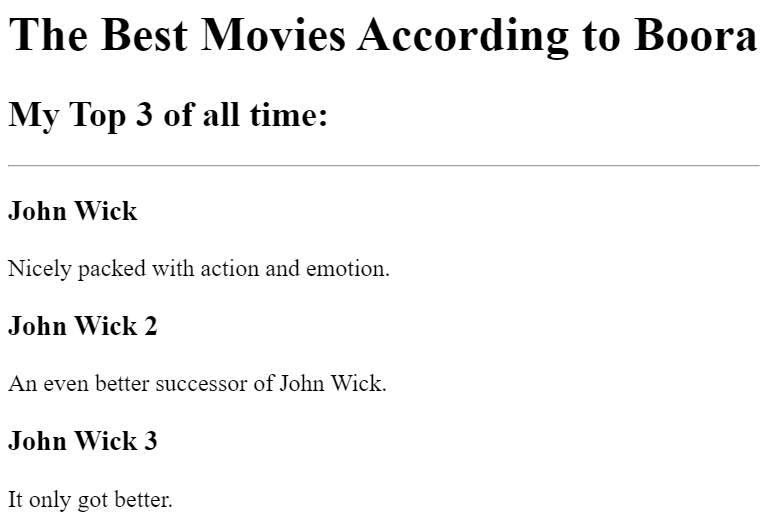 The Best Movies According to Boora
My Top 3 of all time:
John Wick
Nicely packed with action and emotion.
John Wick 2
An even better successor of John Wick.
John Wick 3
It only got better.